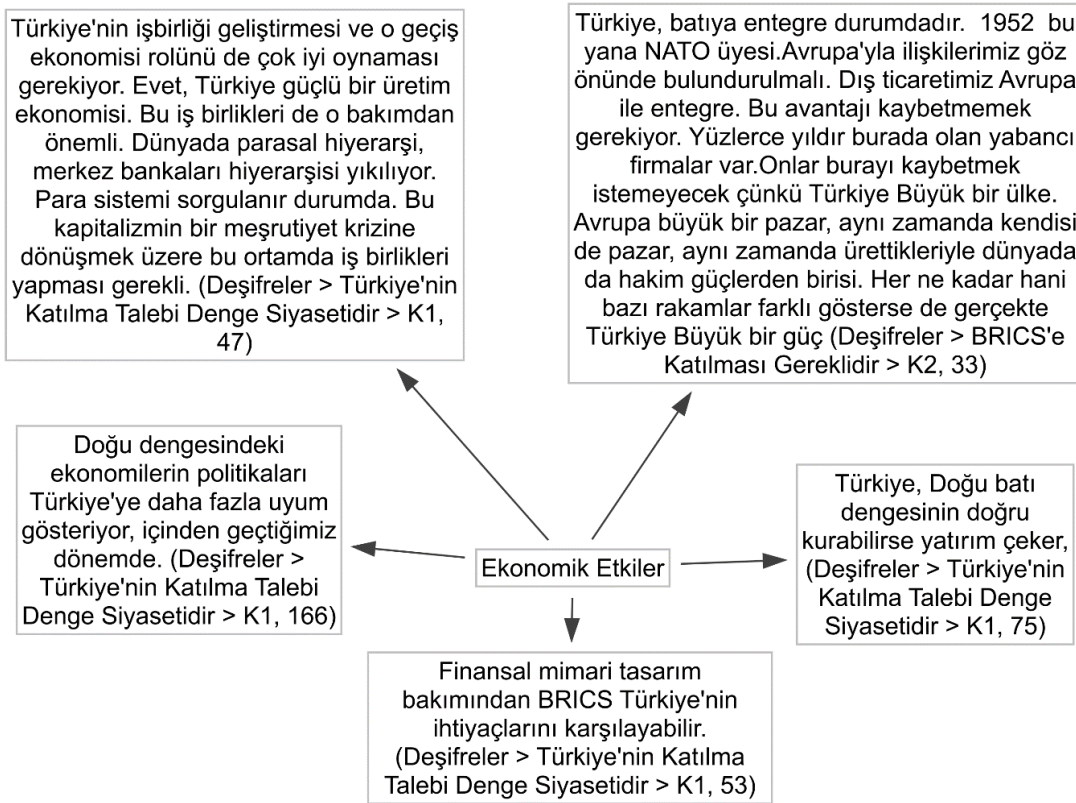 Türkiye'nin işbirliği geliştirmesi ve o geçiş
ekonomisi rolünü de çok iyi oynaması
gerekiyor. Evet, Türkiye güçlü bir üretim
ekonomisi. Bu iş birlikleri de o bakımdan
önemli. Dünyada parasal hiyerarşi,
merkez bankaları hiyerarşisi yıkılıyor.
Para sistemi sorgulanır durumda. Bu
kapitalizmin bir meşrutiyet krizine
dönüşmek üzere bu ortamda iş birlikleri
yapması gerekli. (Deşifreler > Türkiye'nin
Katılma Talebi Denge Siyasetidir > K1,
47)
Türkiye, batıya entegre durumdadır. 1952 bu
yana NATO üyesi.Avrupa'yla ilişkilerimiz göz
önünde bulundurulmalı. Dış ticaretimiz Avrupa
ile entegre. Bu avantajı kaybetmemek
gerekiyor. Yüzlerce yıldır burada olan yabancı
firmalar var.Onlar burayı kaybetmek
istemeyecek çünkü Türkiye Büyük bir ülke.
Avrupa büyük bir pazar, aynı zamanda kendisi
de pazar, aynı zamanda ürettikleriyle dünyada
da hakim güçlerden birisi. Her ne kadar hani
bazı rakamlar farklı gösterse de gerçekte
Türkiye Büyük bir güç (Deşifreler > BRICS'e
Katılması Gereklidir > K2, 33)
Doğu dengesindeki
ekonomilerin politikaları
Türkiye'ye daha fazla uyum
gösteriyor, içinden geçtiğimiz
dönemde. (Deşifreler >
Türkiye'nin Katılma Talebi
Denge Siyasetidir > K1, 166)
Ekonomik Etkiler
Türkiye, Doğu batı
dengesinin doğru
kurabilirse yatırım çeker,
(Deşifreler > Türkiye'nin
Katılma Talebi Denge
Siyasetidir > K1, 75)
Finansal mimari tasarım
bakımından BRICS Türkiye'nin
ihtiyaçlarını karşılayabilir.
(Deşifreler > Türkiye'nin Katılma
Talebi Denge Siyasetidir > K1, 53)